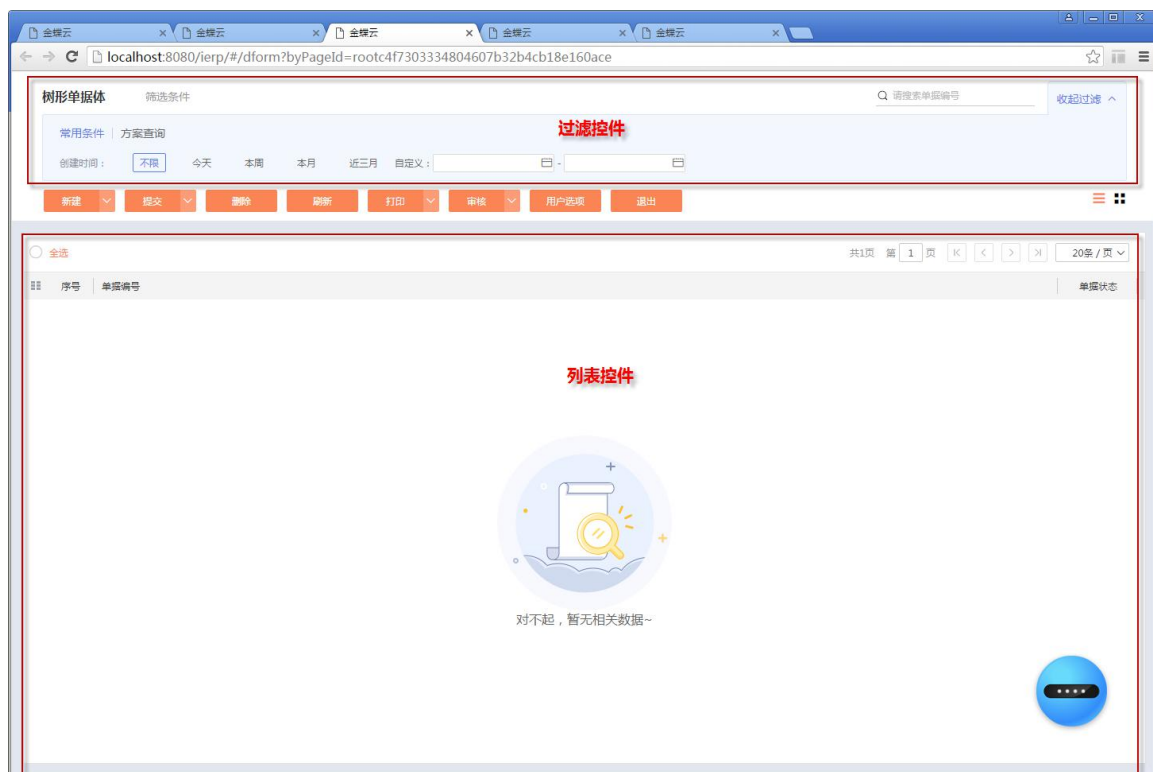 金蝶云 金蝶云 金蝶云 金蝶云 金蝶云
localhost:8080/ierp/#/dform?byPageId=rootc4f7303334804607b32b4cb18e160ace
树形单据体 筛选条件 请搜索单据编号 收起过滤
常用条件 方案查询 过滤控件
创建时间: 不限 今天 本周 本月 近三月 自定义: -
新建 提交 删除 刷新 打印 审核 用户选项 退出
全选 共1页 第 1 页 20条 / 页
序号 单据编号 单据状态
列表控件
对不起,暂无相关数据~